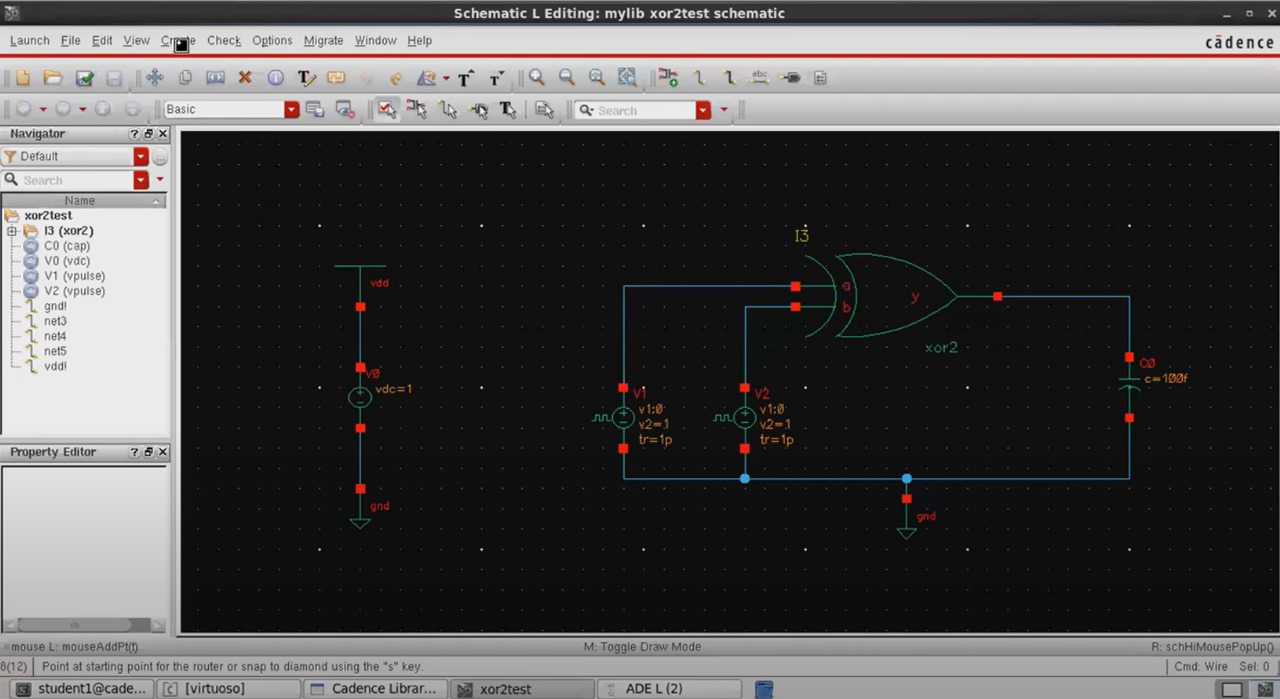 Schematic L Editing: mylib xor2test schematic
Launch File Edit View Create Check Options Migrate Window Help
cādence
Basic
Search
Navigator
Default
Search
Name
xor2test
I3 (xor2)
C0 (cap)
V0 (vdc)
V1 (vpulse)
V2 (vpulse)
gnd!
net3
net4
net5
vdd!
Property Editor
vdd
V0
vdc=1
gnd
I3
a
b
y
xor2
V1
v1:0
v2=1
tr=1p
V2
v1:0
v2=1
tr=1p
gnd
C0
c=100f
mouse L: mouseAddPt(t) M: Toggle Draw Mode R: schHiMousePopUp()
8(12) Point at starting point for the router or snap to diamond using the "s" key. Cmd: Wire Sel: 0
student1@cade... [virtuoso] Cadence Librar... xor2test ADE L (2)